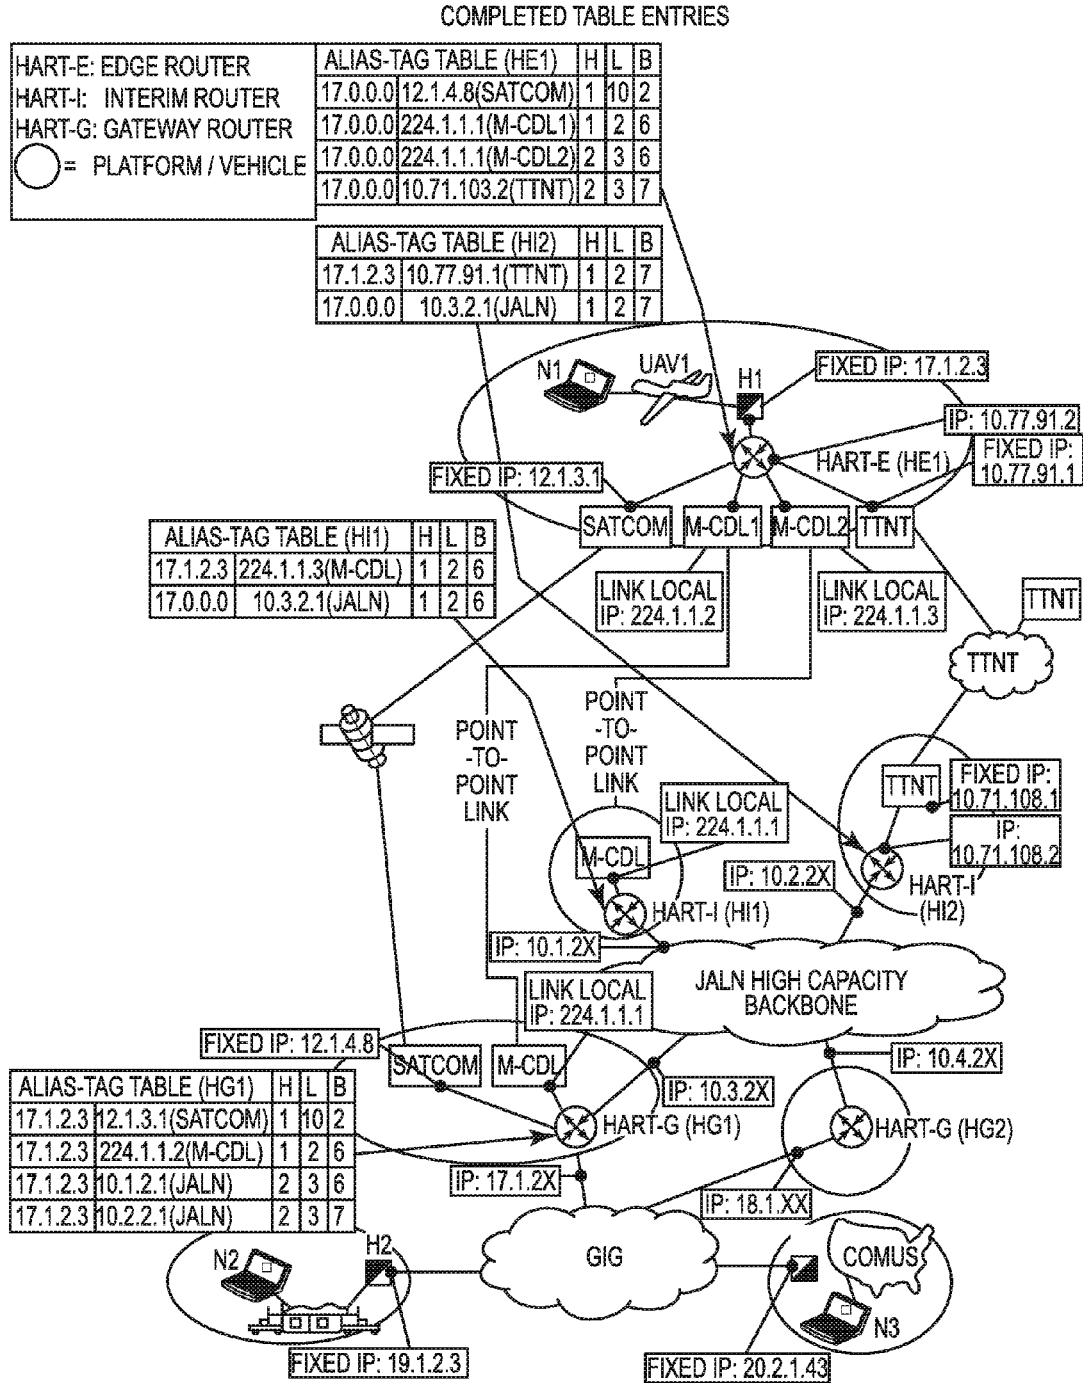 COMPLETED TABLE ENTRIES
HART-E: EDGE ROUTER
HART-I: INTERIM ROUTER
HART-G: GATEWAY ROUTER
= PLATFORM / VEHICLE
ALIAS-TAG TABLE (HE1) H L B
17.0.0.0 12.1.4.8(SATCOM) 1 10 2
17.0.0.0 224.1.1.1(M-CDL1) 1 2 6
17.0.0.0 224.1.1.1(M-CDL2) 2 3 6
17.0.0.0 10.71.103.2(TTNT) 2 3 7
ALIAS-TAG TABLE (HI2) H L B
17.1.2.3 10.77.91.1(TTNT) 1 2 7
17.0.0.0 10.3.2.1(JALN) 1 2 7
N1
UAV1
H1
FIXED IP: 17.1.2.3
IP: 10.77.91.2
HART-E (HE1)
FIXED IP:
10.77.91.1
FIXED IP: 12.1.3.1
SATCOM
M-CDL1
M-CDL2
TTNT
ALIAS-TAG TABLE (HI1) H L B
17.1.2.3 224.1.1.3(M-CDL) 1 2 6
17.0.0.0 10.3.2.1(JALN) 1 2 6
LINK LOCAL
IP: 224.1.1.2
LINK LOCAL
IP: 224.1.1.3
TTNT
TTNT
POINT
-TO-
POINT
LINK
POINT
-TO-
POINT
LINK
TTNT
FIXED IP:
10.71.108.1
IP:
10.71.108.2
LINK LOCAL
IP: 224.1.1.1
M-CDL
IP: 10.2.2X
HART-I
(HI2)
HART-I (HI1)
IP: 10.1.2X
JALN HIGH CAPACITY
BACKBONE
LINK LOCAL
IP: 224.1.1.1
FIXED IP: 12.1.4.8
SATCOM
M-CDL
IP: 10.4.2X
IP: 10.3.2X
ALIAS-TAG TABLE (HG1) H L B
17.1.2.3 12.1.3.1(SATCOM) 1 10 2
17.1.2.3 224.1.1.2(M-CDL) 1 2 6
17.1.2.3 10.1.2.1(JALN) 2 3 6
17.1.2.3 10.2.2.1(JALN) 2 3 7
HART-G (HG1)
HART-G (HG2)
IP: 17.1.2X
IP: 18.1.XX
N2
H2
GIG
COMUS
N3
FIXED IP: 19.1.2.3
FIXED IP: 20.2.1.43